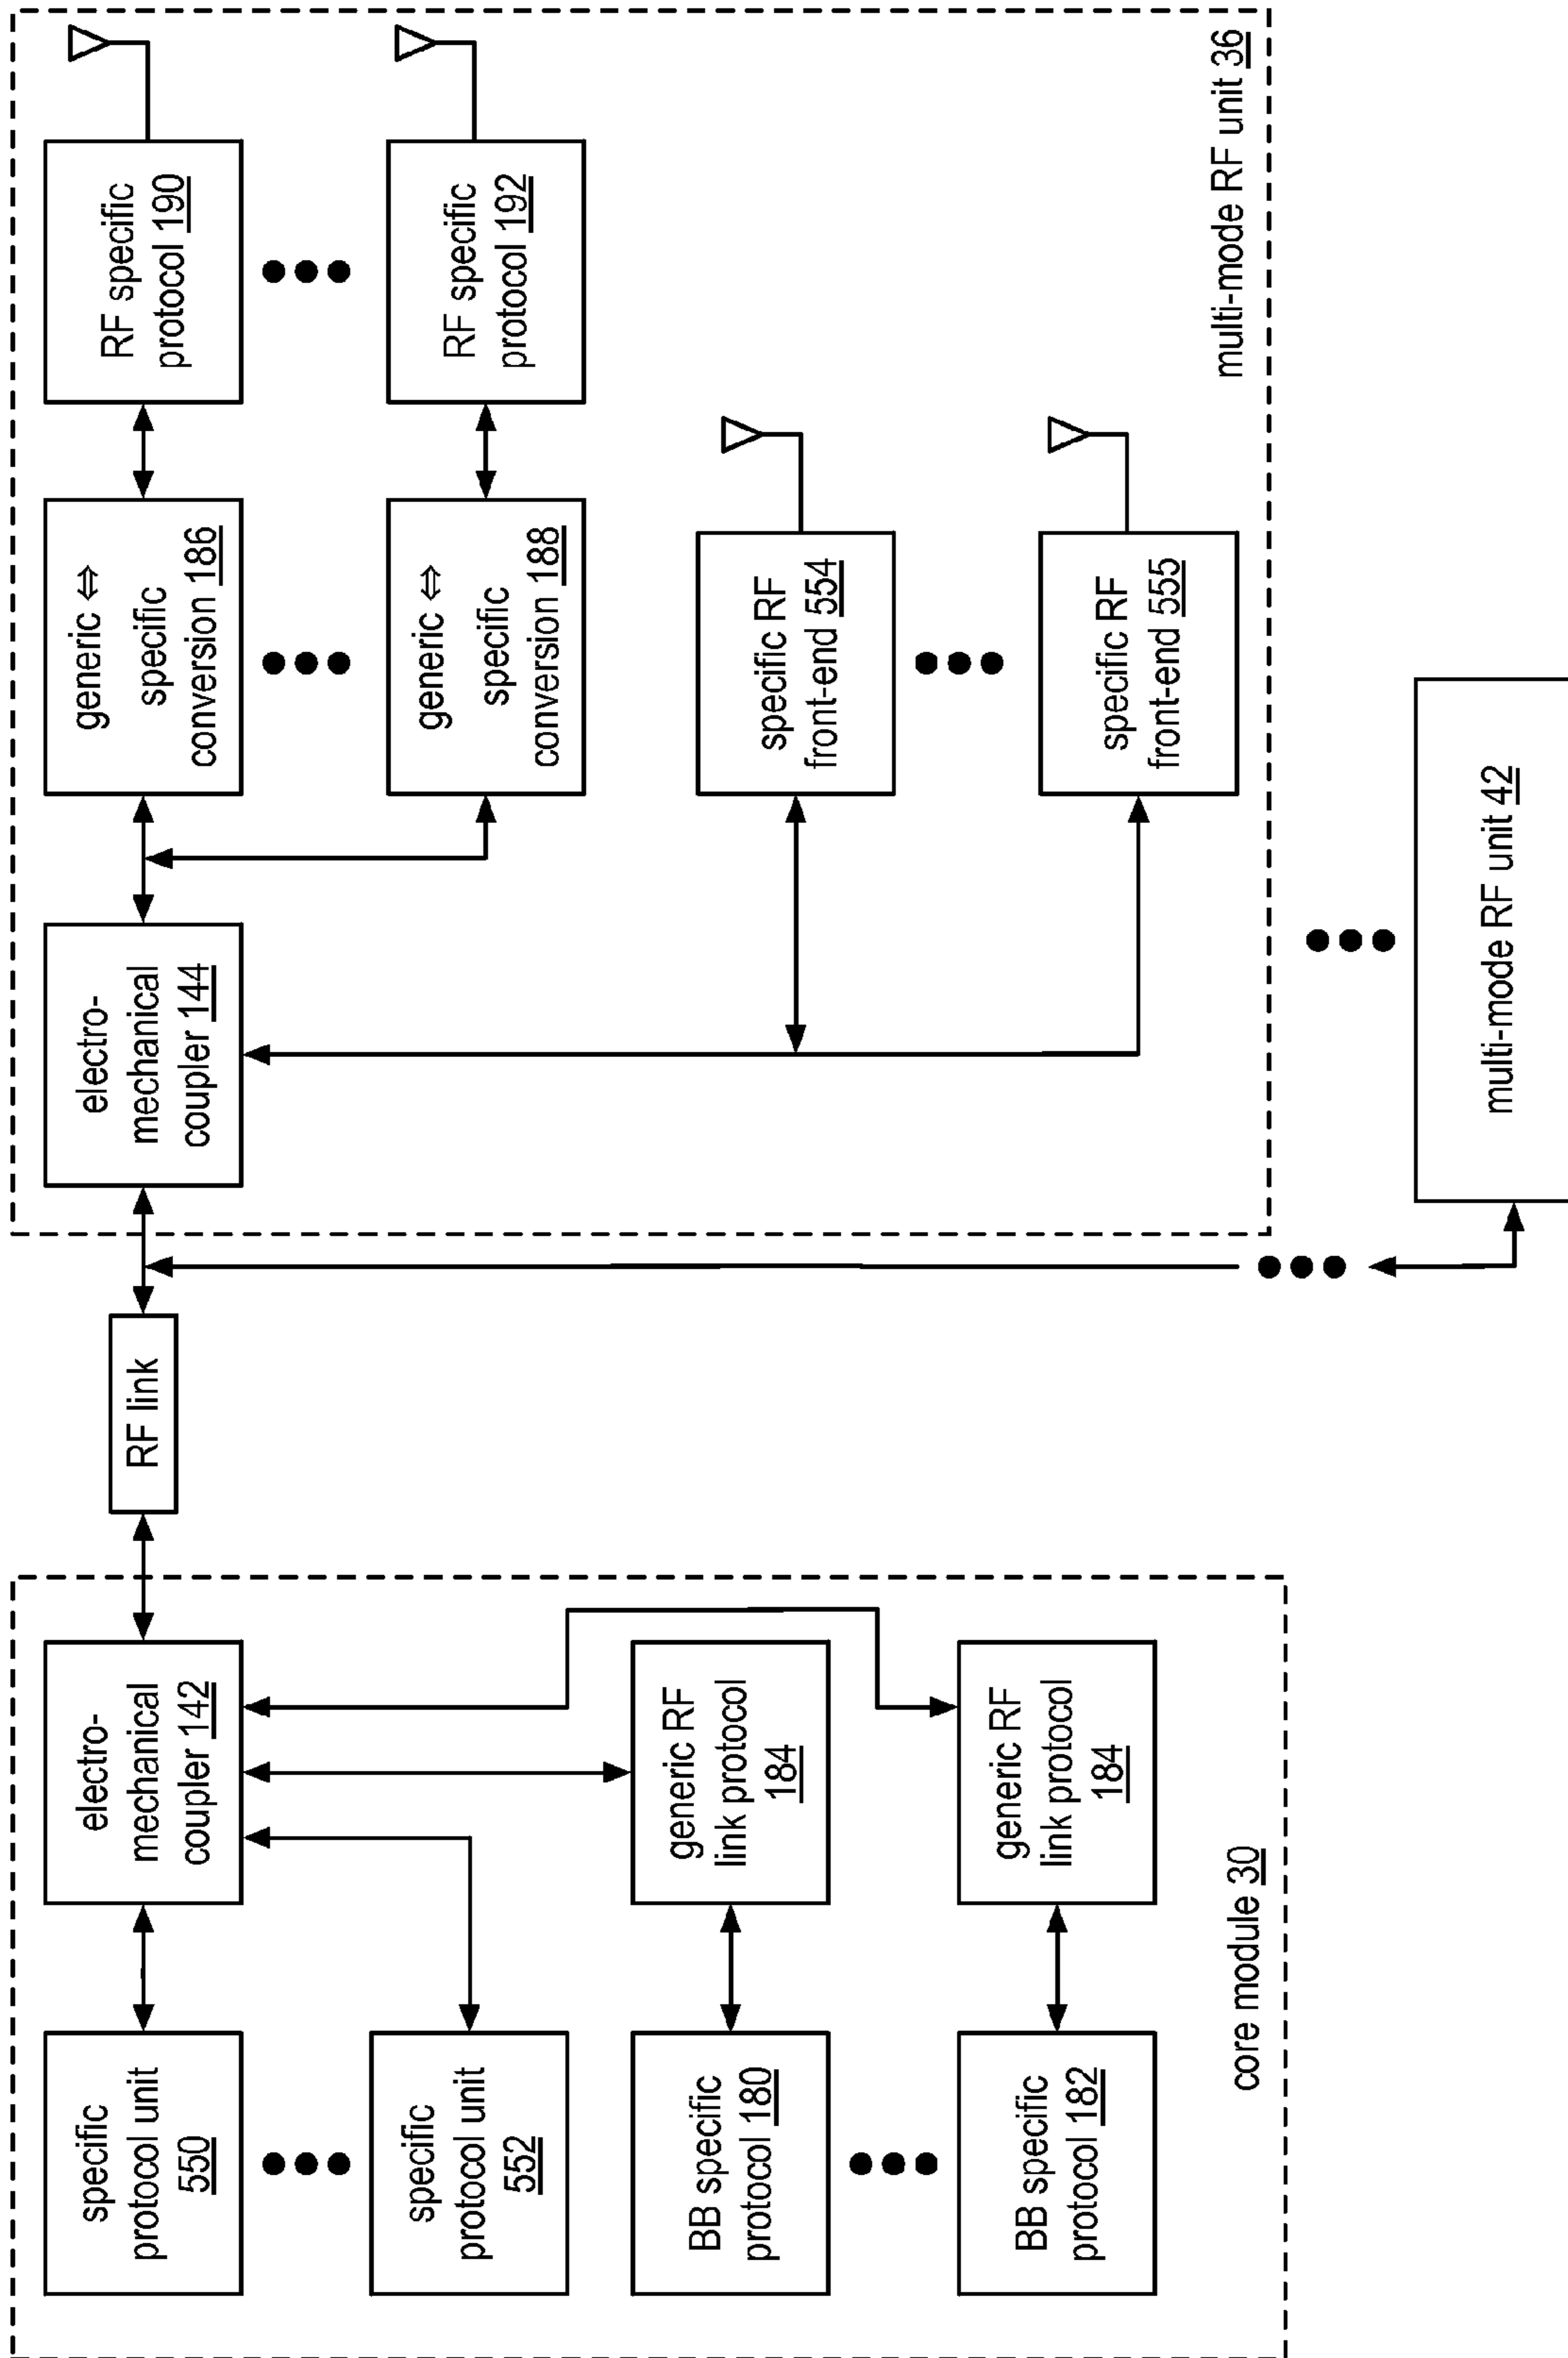 specific
protocol unit
550
specific
protocol unit
552
BB specific
protocol 180
BB specific
protocol 182
electro-
mechanical
coupler 142
generic RF
link protocol
184
generic RF
link protocol
184
core module 30
RF link
electro-
mechanical
coupler 144
generic ⇔
specific
conversion 186
generic ⇔
specific
conversion 188
specific RF
front-end 554
specific RF
front-end 555
RF specific
protocol 190
RF specific
protocol 192
multi-mode RF unit 36
multi-mode RF unit 42